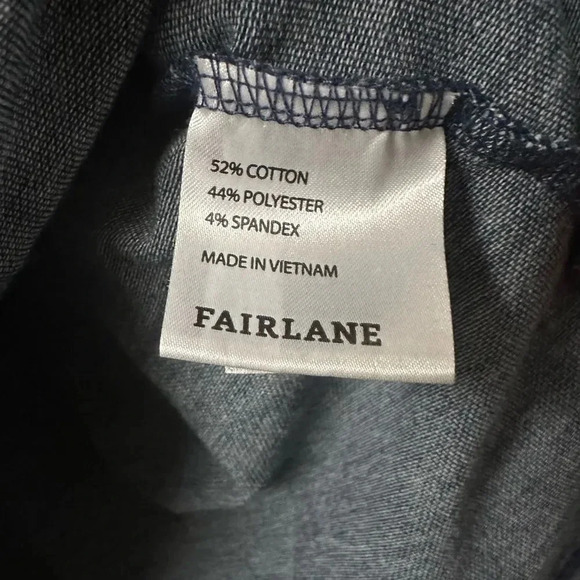 52% COTTON
44% POLYESTER
4% SPANDEX
MADE IN VIETNAM
FAIRLANE